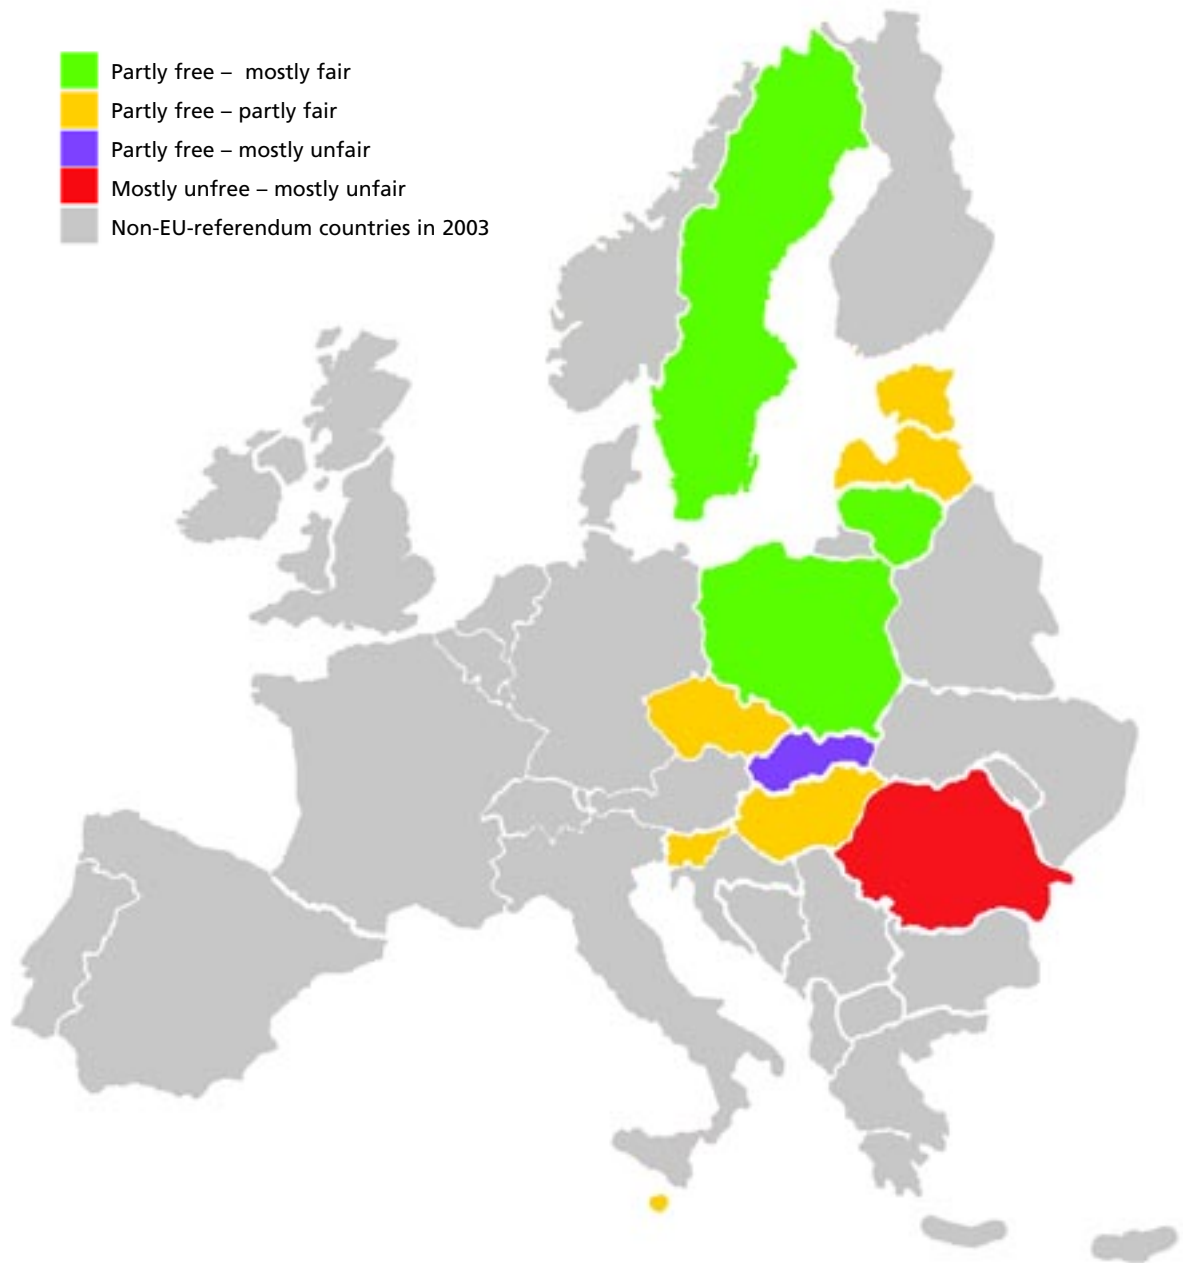 Partly free – mostly fair
Partly free – partly fair
Partly free – mostly unfair
Mostly unfree – mostly unfair
Non-EU-referendum countries in 2003